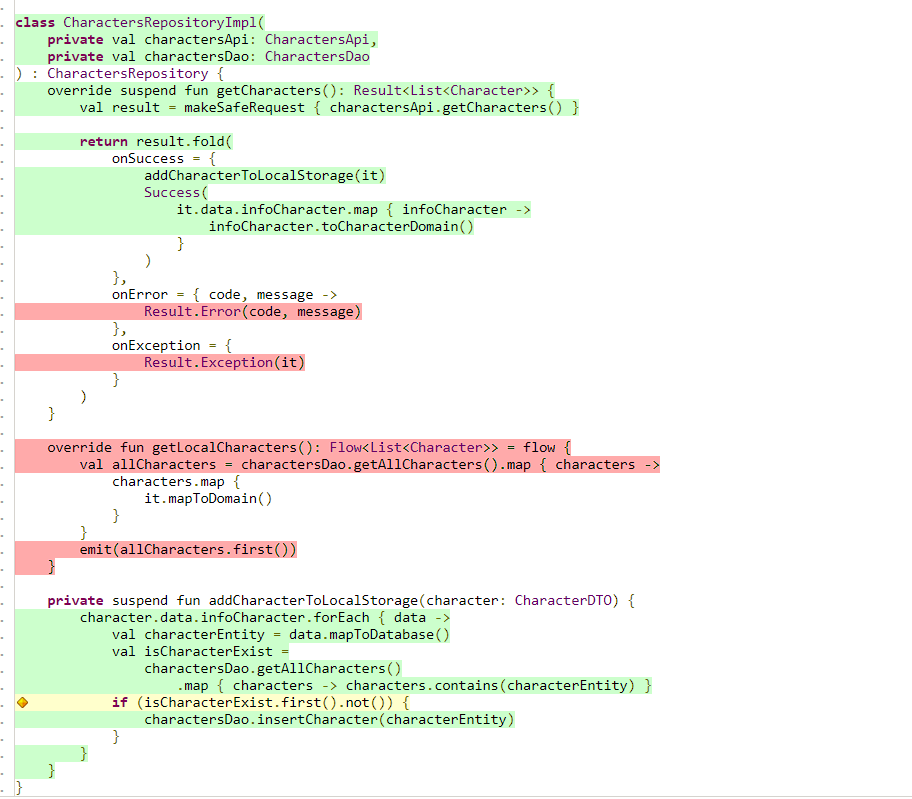 class CharactersRepositoryImpl(
    private val charactersApi: CharactersApi,
    private val charactersDao: CharactersDao
) : CharactersRepository {
    override suspend fun getCharacters(): Result<List<Character>> {
        val result = makeSafeRequest { charactersApi.getCharacters() }

        return result.fold(
            onSuccess = {
                addCharacterToLocalStorage(it)
                Success(
                    it.data.infoCharacter.map { infoCharacter ->
                        infoCharacter.toCharacterDomain()
                    }
                )
            },
            onError = { code, message ->
                Result.Error(code, message)
            },
            onException = {
                Result.Exception(it)
            }
        )
    }

    override fun getLocalCharacters(): Flow<List<Character>> = flow {
        val allCharacters = charactersDao.getAllCharacters().map { characters ->
            characters.map {
                it.mapToDomain()
            }
        }
        emit(allCharacters.first())
    }

    private suspend fun addCharacterToLocalStorage(character: CharacterDTO) {
        character.data.infoCharacter.forEach { data ->
            val characterEntity = data.mapToDatabase()
            val isCharacterExist =
                charactersDao.getAllCharacters()
                    .map { characters -> characters.contains(characterEntity) }
            if (isCharacterExist.first().not()) {
                charactersDao.insertCharacter(characterEntity)
            }
        }
    }
}